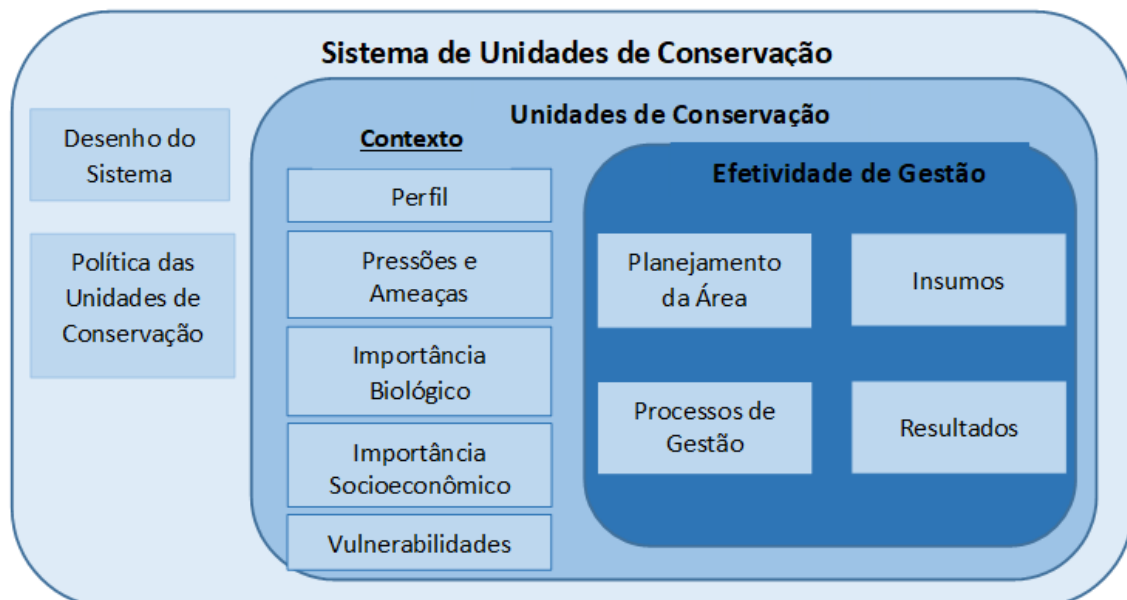 Sistema de Unidades de Conservação
Desenho do
Sistema
Política das
Unidades de
Conservação
Unidades de Conservação
Contexto
Perfil
Pressões e
Ameaças
Importância
Biológico
Importância
Socioeconômico
Vulnerabilidades
Efetividade de Gestão
Planejamento
da Área
Insumos
Processos de
Gestão
Resultados